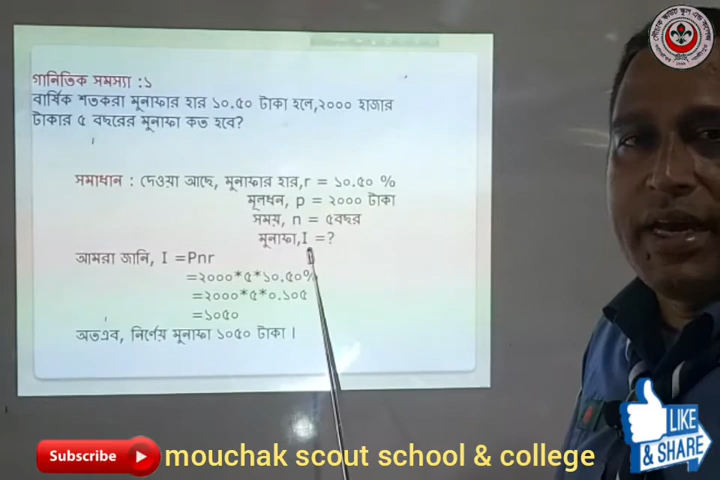 গানিতিক সমস্যা :১
বার্ষিক শতকরা মুনাফার হার ১০.৫০ টাকা হলে,২০০০ হাজার
টাকার ৫ বছরের মুনাফা কত হবে?
সমাধান : দেওয়া আছে, মুনাফার হার,r = ১০.৫০ %
মূলধন, p = ২০০০ টাকা
সময়, n = ৫বছর
মুনাফা,I =?
আমরা জানি, I =Pnr
=২০০০*৫*১০.৫০%
=২০০০*৫*০.১০৫
=১০৫০
অতএব, নির্ণেয় মুনাফা ১০৫০ টাকা ।
LIKE
& SHARE
Subscribe
mouchak scout school & college